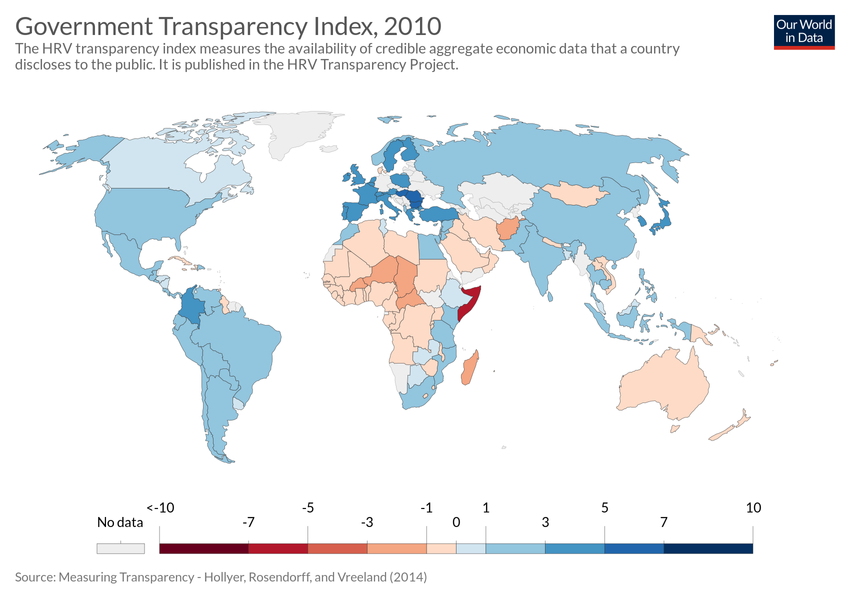 Government Transparency Index, 2010
The HRV transparency index measures the availability of credible aggregate economic data that a country
discloses to the public. It is published in the HRV Transparency Project.
Our World
in Data
<-10 -5 -1 1 5 10
No data -7 -3 0 3 7
Source: Measuring Transparency - Hollyer, Rosendorff, and Vreeland (2014)